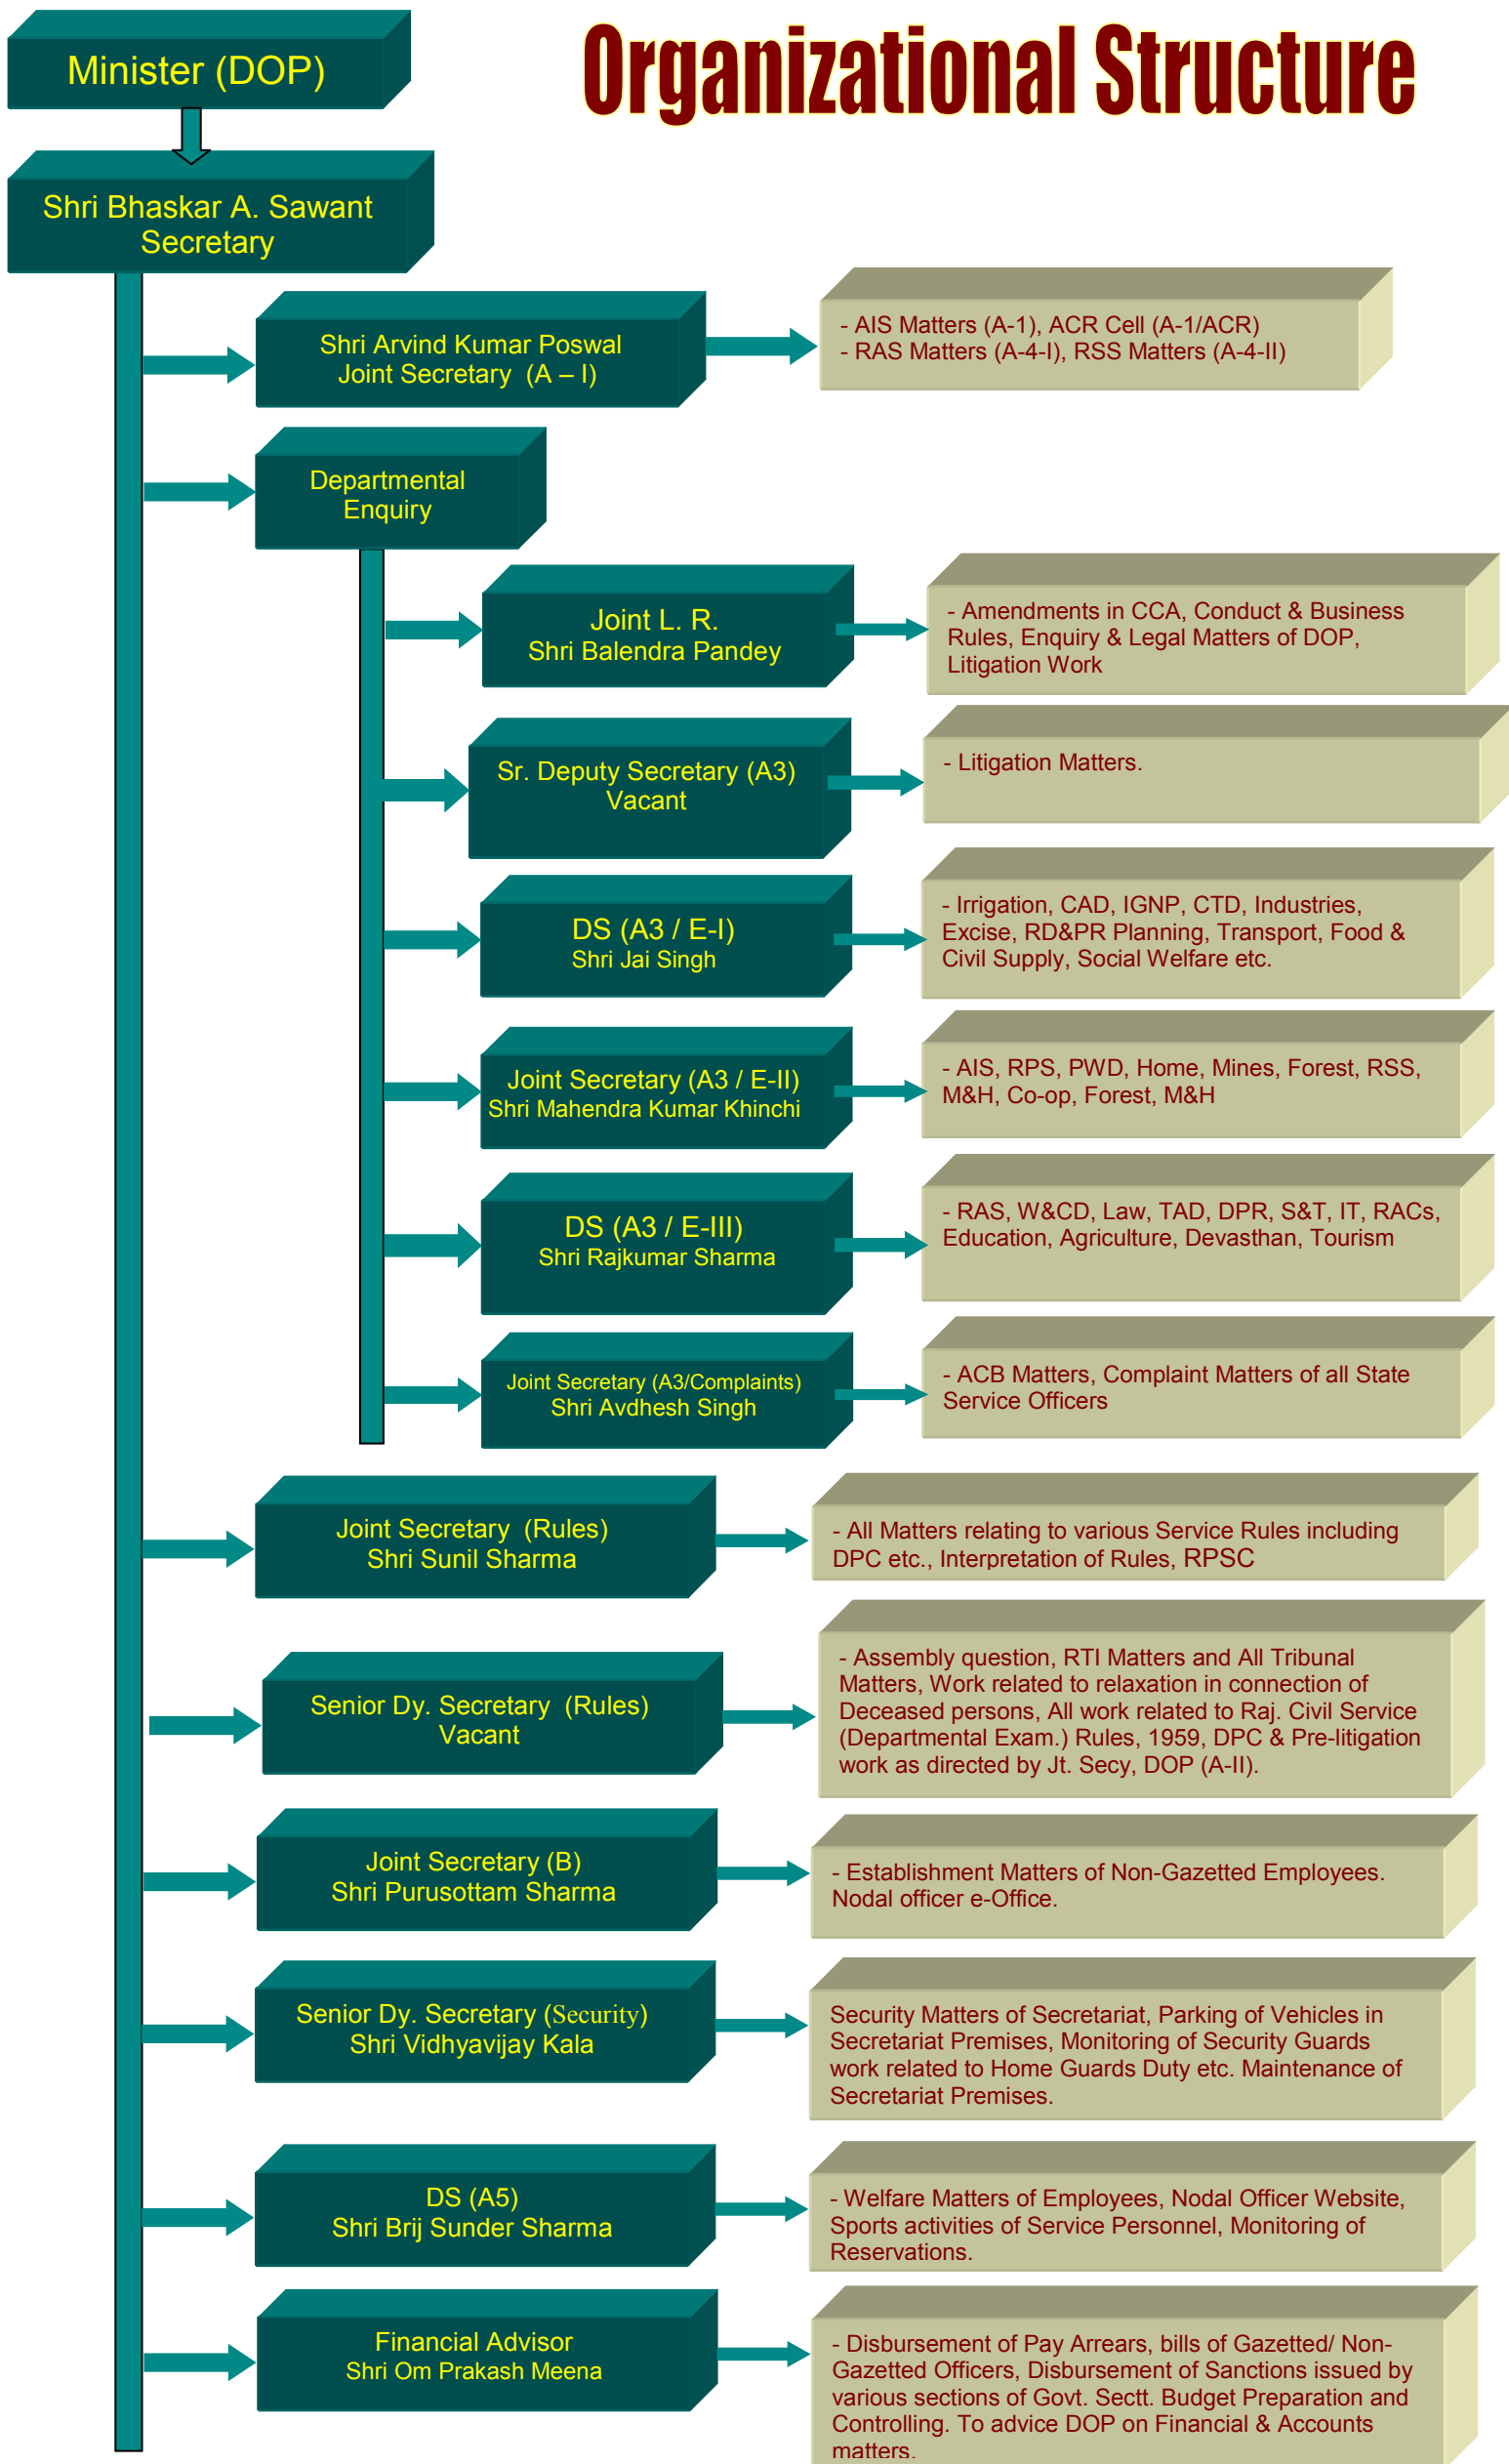 Organizational Structure
Minister (DOP)
Shri Bhaskar A. Sawant
Secretary
Shri Arvind Kumar Poswal
Joint Secretary (A – I)
- AIS Matters (A-1), ACR Cell (A-1/ACR)
- RAS Matters (A-4-I), RSS Matters (A-4-II)
Departmental
Enquiry
Joint L. R.
Shri Balendra Pandey
- Amendments in CCA, Conduct & Business
Rules, Enquiry & Legal Matters of DOP,
Litigation Work
Sr. Deputy Secretary (A3)
Vacant
- Litigation Matters.
DS (A3 / E-I)
Shri Jai Singh
- Irrigation, CAD, IGNP, CTD, Industries,
Excise, RD&PR Planning, Transport, Food &
Civil Supply, Social Welfare etc.
Joint Secretary (A3 / E-II)
Shri Mahendra Kumar Khinchi
- AIS, RPS, PWD, Home, Mines, Forest, RSS,
M&H, Co-op, Forest, M&H
DS (A3 / E-III)
Shri Rajkumar Sharma
- RAS, W&CD, Law, TAD, DPR, S&T, IT, RACs,
Education, Agriculture, Devasthan, Tourism
Joint Secretary (A3/Complaints)
Shri Avdhesh Singh
- ACB Matters, Complaint Matters of all State
Service Officers
Joint Secretary (Rules)
Shri Sunil Sharma
- All Matters relating to various Service Rules including
DPC etc., Interpretation of Rules, RPSC
Senior Dy. Secretary (Rules)
Vacant
- Assembly question, RTI Matters and All Tribunal
Matters, Work related to relaxation in connection of
Deceased persons, All work related to Raj. Civil Service
(Departmental Exam.) Rules, 1959, DPC & Pre-litigation
work as directed by Jt. Secy, DOP (A-II).
Joint Secretary (B)
Shri Purusottam Sharma
- Establishment Matters of Non-Gazetted Employees.
Nodal officer e-Office.
Senior Dy. Secretary (Security)
Shri Vidhyavijay Kala
Security Matters of Secretariat, Parking of Vehicles in
Secretariat Premises, Monitoring of Security Guards
work related to Home Guards Duty etc. Maintenance of
Secretariat Premises.
DS (A5)
Shri Brij Sunder Sharma
- Welfare Matters of Employees, Nodal Officer Website,
Sports activities of Service Personnel, Monitoring of
Reservations.
Financial Advisor
Shri Om Prakash Meena
- Disbursement of Pay Arrears, bills of Gazetted/ Non-
Gazetted Officers, Disbursement of Sanctions issued by
various sections of Govt. Sectt. Budget Preparation and
Controlling. To advice DOP on Financial & Accounts
matters.